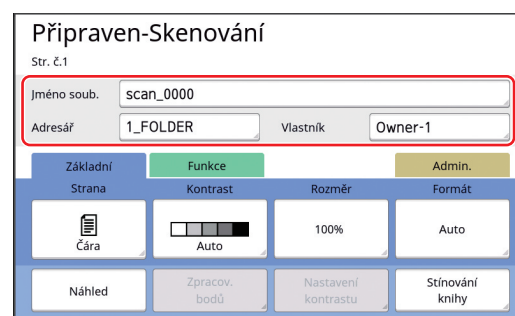 Připraven-Skenování
Str. č.1
Jméno soub. scan_0000
Adresář 1_FOLDER Vlastník Owner-1
Základní Funkce Admin.
Strana Kontrast Rozměr Formát
Čára Auto 100% Auto
Náhled Zpracov. bodů Nastavení kontrastu Stínování knihy